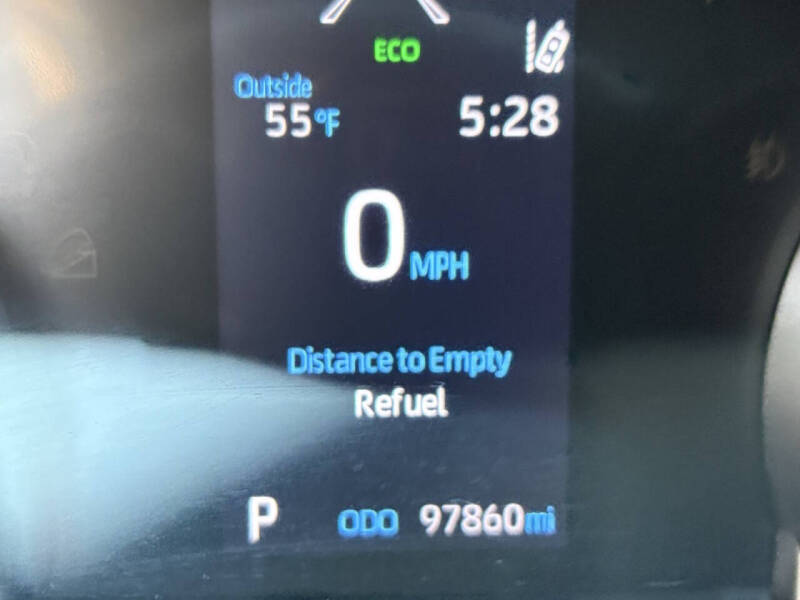 ECO
Outside
55°F 5:28
0 MPH
Distance to Empty
Refuel
P ODO 97860mi